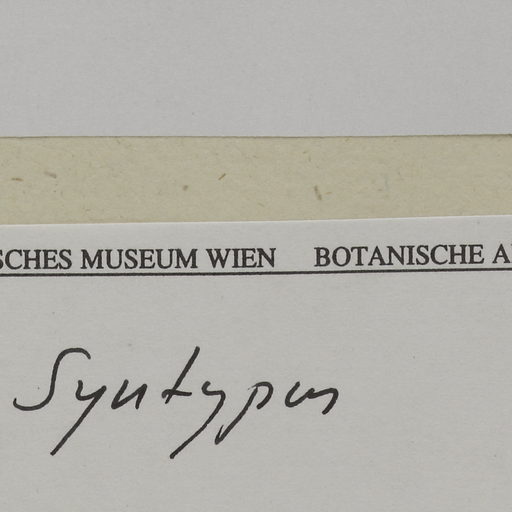 SCHES MUSEUM WIEN BOTANISCHE A
Syntypus